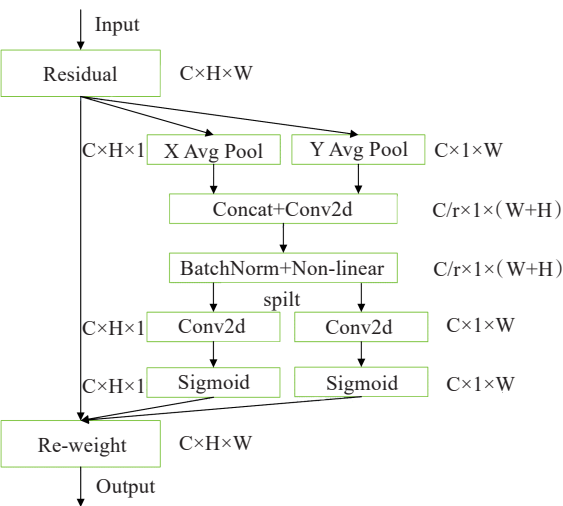 Input
Residual C×H×W
C×H×1 X Avg Pool Y Avg Pool C×1×W
Concat+Conv2d C/r×1×（W+H）
BatchNorm+Non-linear C/r×1×（W+H）
spilt
C×H×1 Conv2d Conv2d C×1×W
C×H×1 Sigmoid Sigmoid C×1×W
Re-weight C×H×W
Output